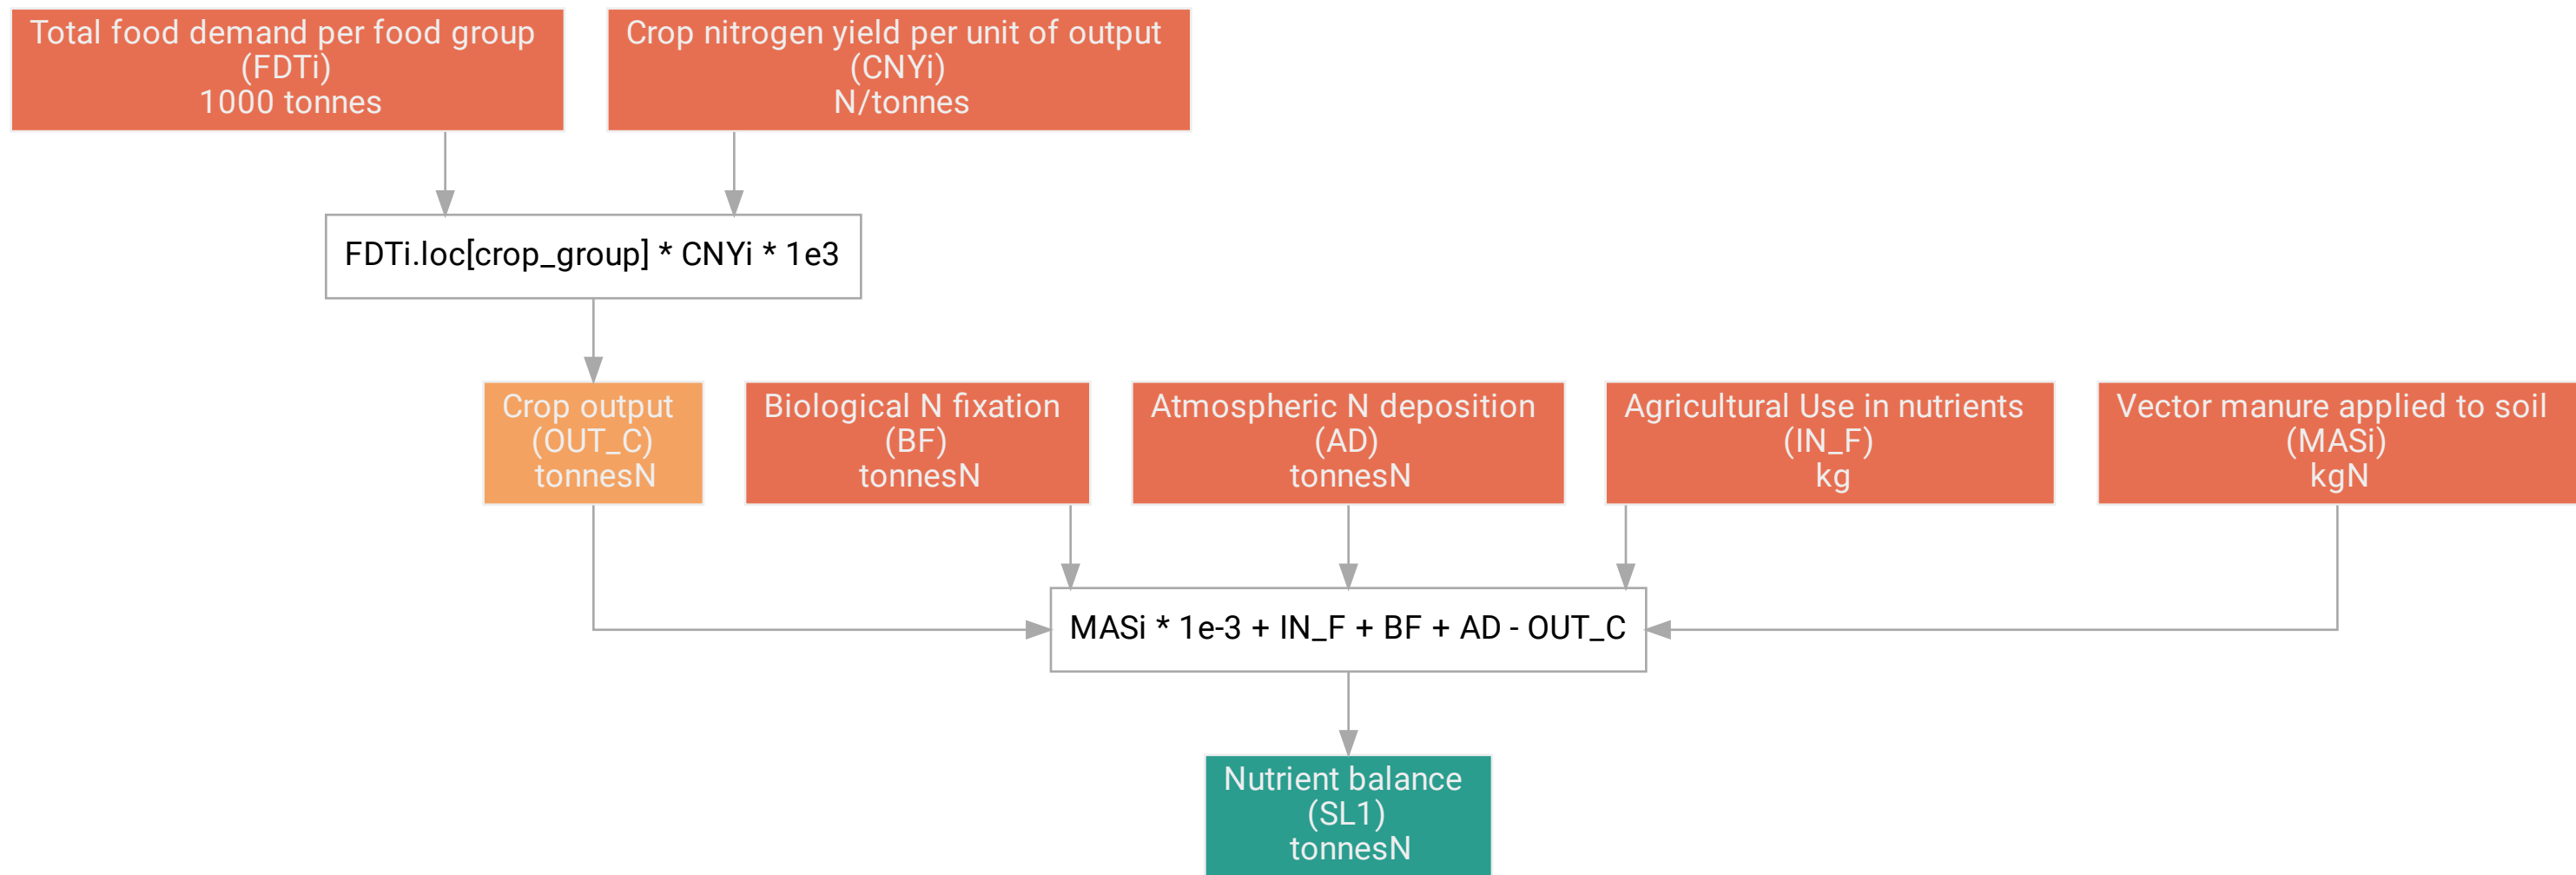 Total food demand per food group
(FDTi)
1000 tonnes
Crop nitrogen yield per unit of output
(CNYi)
N/tonnes
FDTi.loc[crop_group] * CNYi * 1e3
Crop output
(OUT_C)
tonnesN
Biological N fixation
(BF)
tonnesN
Atmospheric N deposition
(AD)
tonnesN
Agricultural Use in nutrients
(IN_F)
kg
Vector manure applied to soil
(MASi)
kgN
MASi * 1e-3 + IN_F + BF + AD - OUT_C
Nutrient balance
(SL1)
tonnesN